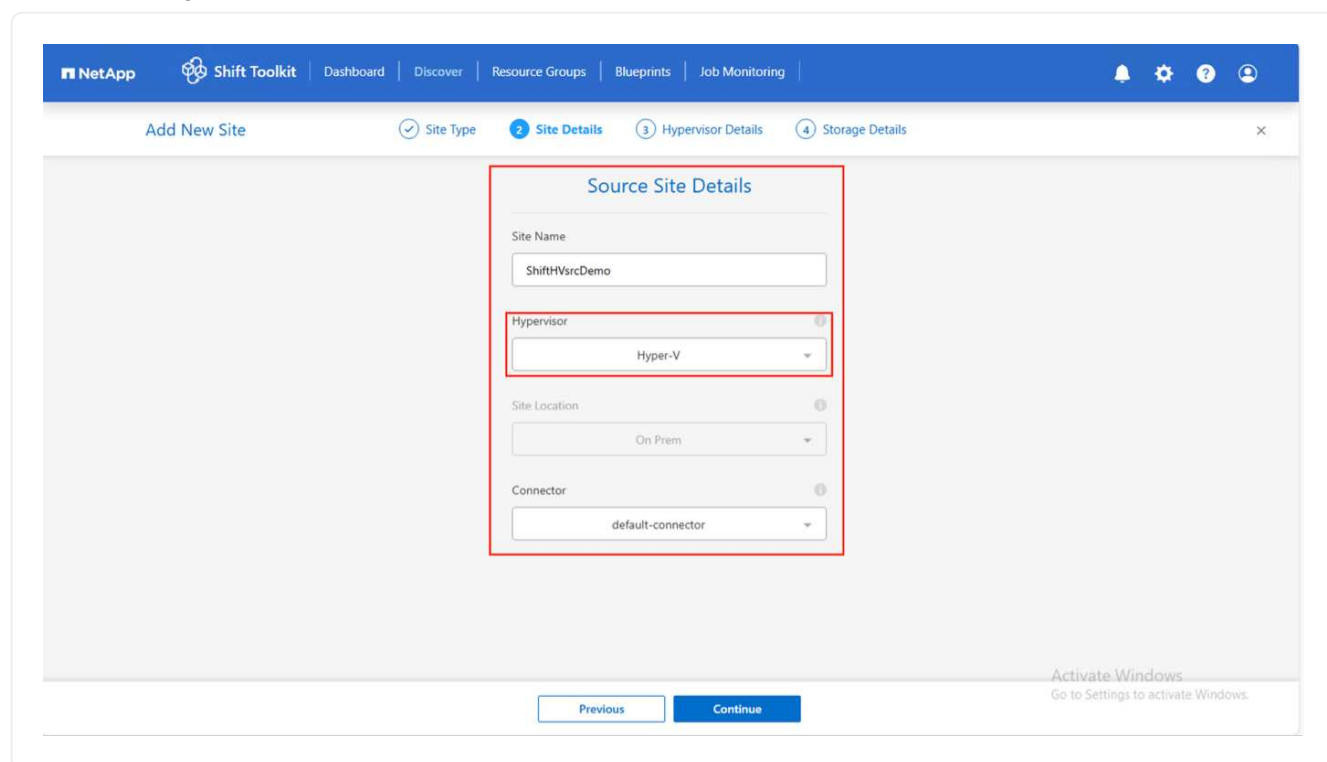 NetApp Shift Toolkit Dashboard Discover Resource Groups Blueprints Job Monitoring
Add New Site Site Type 2 Site Details 3 Hypervisor Details 4 Storage Details
Source Site Details
Site Name
ShiftHVsrcDemo
Hypervisor
Hyper-V
Site Location
On Prem
Connector
default-connector
Activate Windows
Go to Settings to activate Windows.
Previous Continue